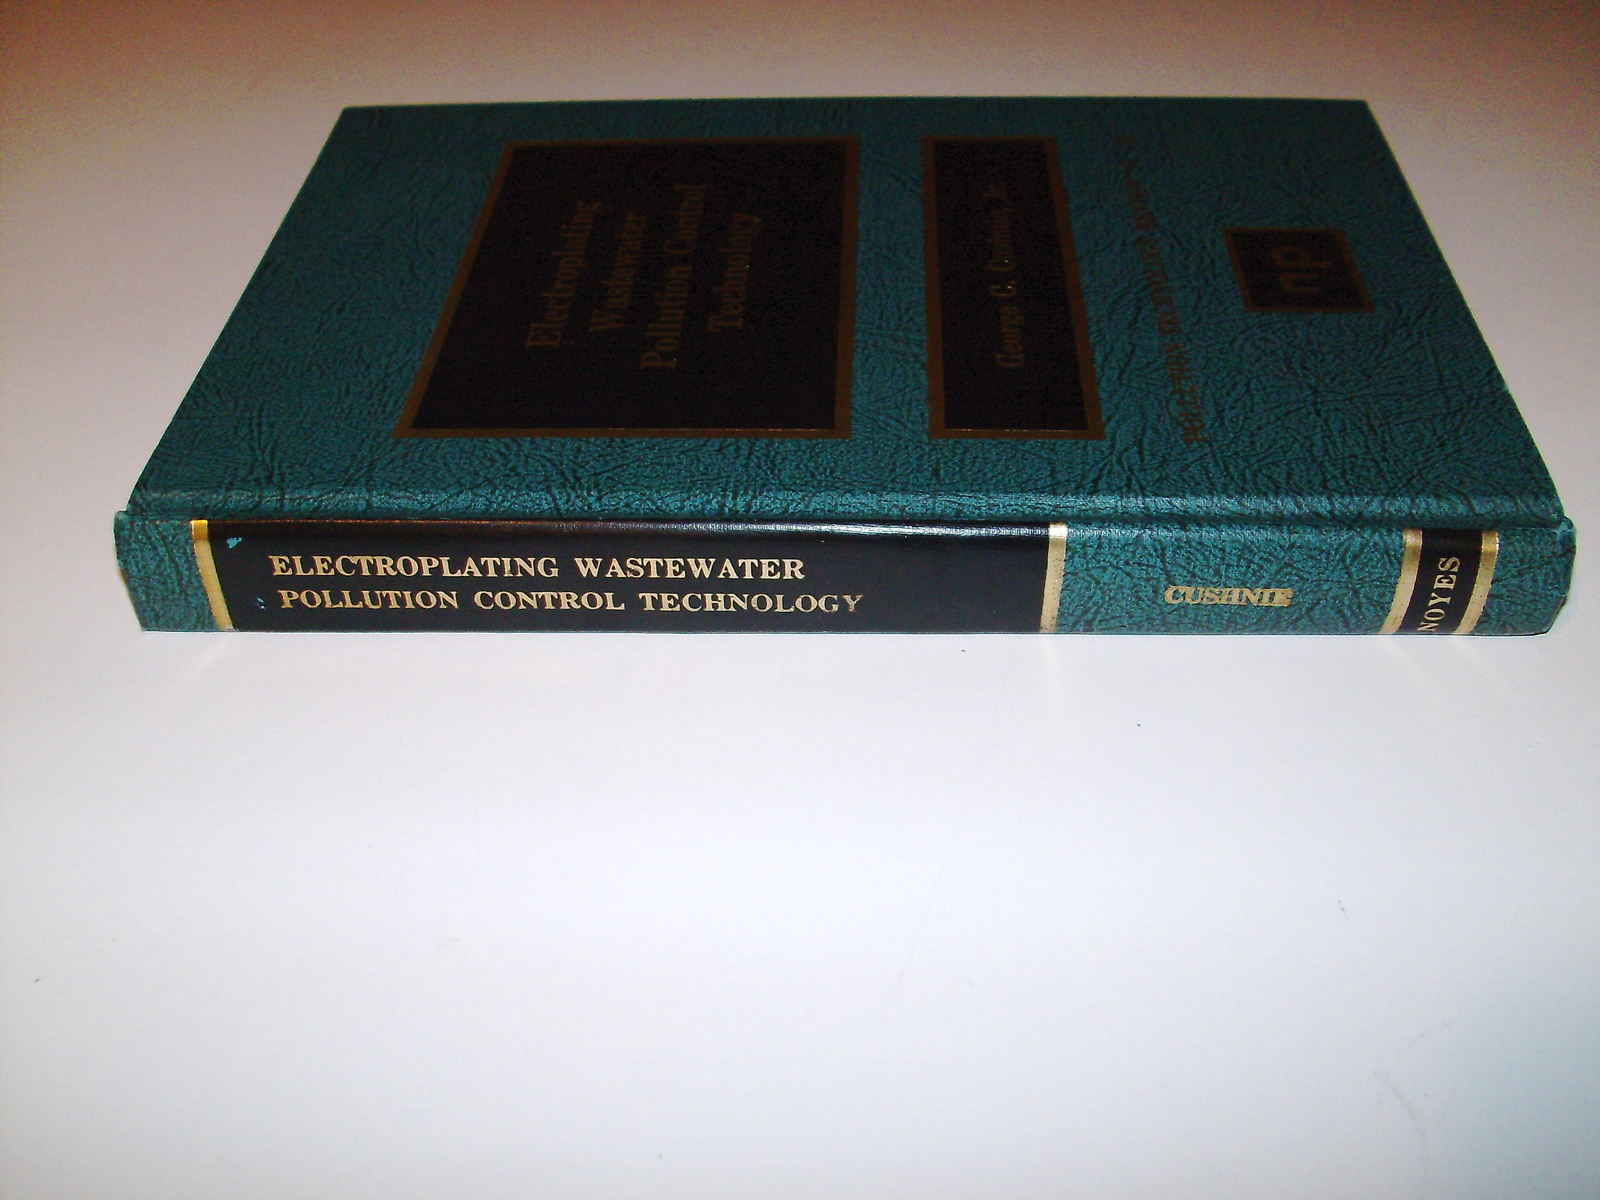 Electroplating
Wastewater
Pollution Control
Technology
George C. Cushnie, Jr.
np
ELECTROPLATING WASTEWATER
POLLUTION CONTROL TECHNOLOGY
CUSHNIE
NOYES